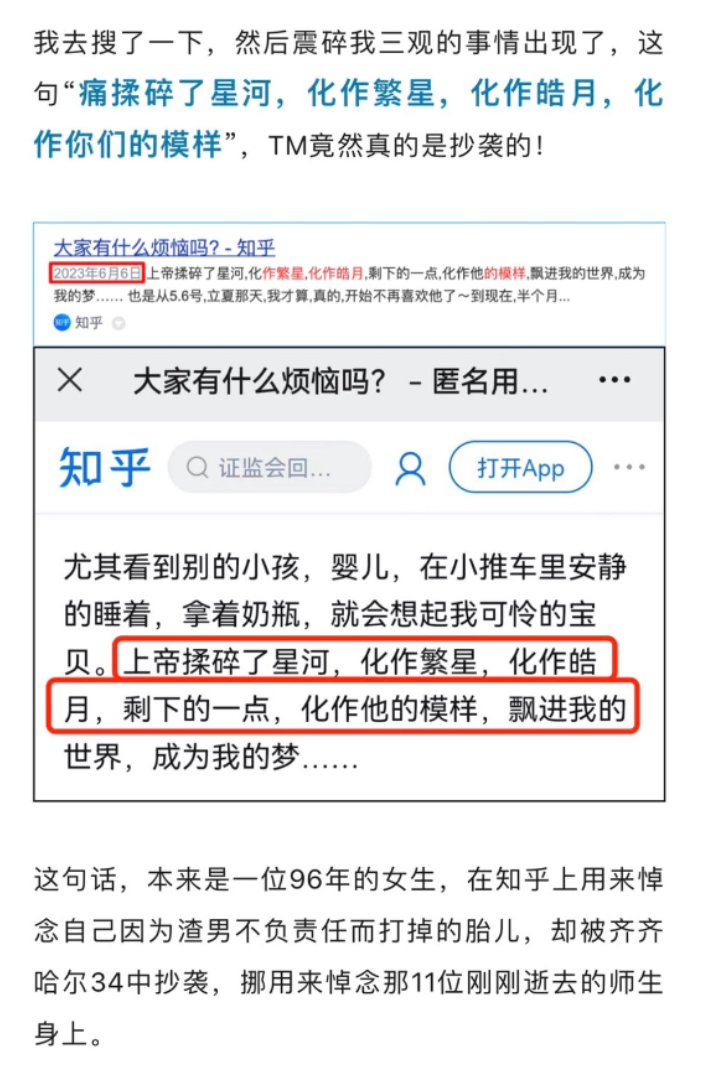 我去搜了一下，然后震碎我三观的事情出现了，这
句“痛揉碎了星河，化作繁星，化作皓月，化
作你们的模样”，TM竟然真的是抄袭的！
大家有什么烦恼吗? - 知乎
2023年6月6日 上帝揉碎了星河,化作繁星,化作皓月,剩下的一点,化作他的模样,飘进我的世界,成为
我的梦…… 也是从5.6号,立夏那天,我才算,真的,开始不再喜欢他了～到现在,半个月...
知乎 知乎
大家有什么烦恼吗？ - 匿名用...
知乎 证监会回... 打开App
尤其看到别的小孩，婴儿，在小推车里安静
的睡着，拿着奶瓶，就会想起我可怜的宝
贝。上帝揉碎了星河，化作繁星，化作皓
月，剩下的一点，化作他的模样，飘进我的
世界，成为我的梦……
这句话，本来是一位96年的女生，在知乎上用来悼
念自己因为渣男不负责任而打掉的胎儿，却被齐齐
哈尔34中抄袭，挪用来悼念那11位刚刚逝去的师生
身上。